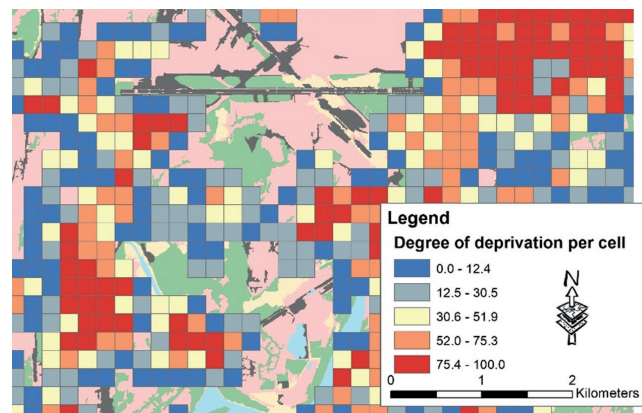 Legend
Degree of deprivation per cell
0.0 - 12.4
12.5 - 30.5
30.6 - 51.9
52.0 - 75.3
75.4 - 100.0
N
0 1 2
Kilometers